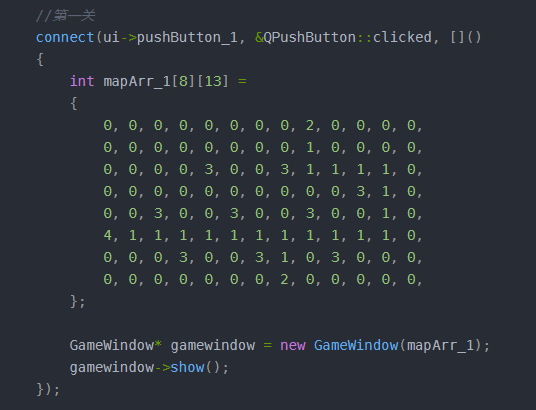 //第一关
connect(ui->pushButton_1, &QPushButton::clicked, []()
{
    int mapArr_1[8][13] =
    {
        0, 0, 0, 0, 0, 0, 0, 0, 2, 0, 0, 0, 0,
        0, 0, 0, 0, 0, 0, 0, 0, 1, 0, 0, 0, 0,
        0, 0, 0, 0, 3, 0, 0, 3, 1, 1, 1, 1, 0,
        0, 0, 0, 0, 0, 0, 0, 0, 0, 0, 3, 1, 0,
        0, 0, 3, 0, 0, 3, 0, 0, 3, 0, 0, 1, 0,
        4, 1, 1, 1, 1, 1, 1, 1, 1, 1, 1, 1, 0,
        0, 0, 0, 3, 0, 0, 3, 1, 0, 3, 0, 0, 0,
        0, 0, 0, 0, 0, 0, 0, 2, 0, 0, 0, 0, 0,
    };
    GameWindow* gamewindow = new GameWindow(mapArr_1);
    gamewindow->show();
});